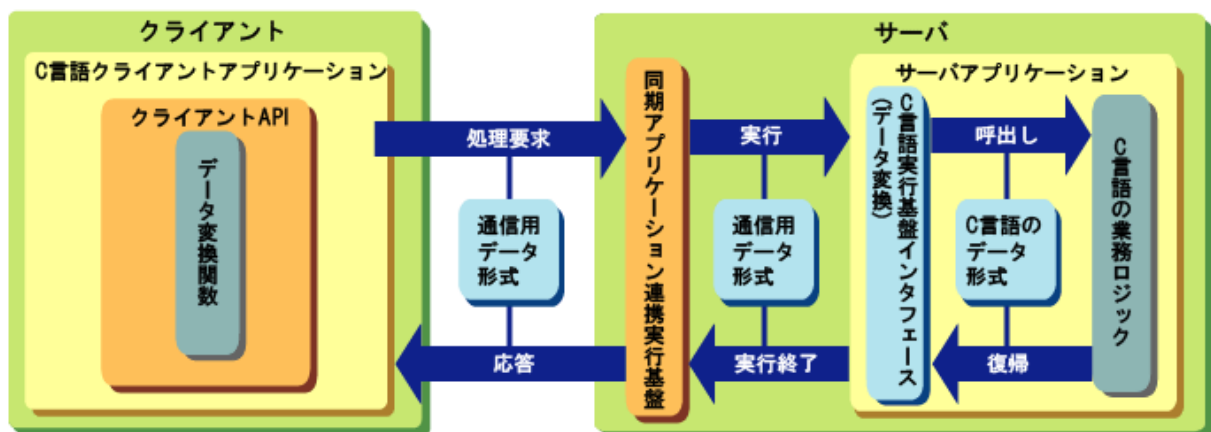 クライアント
C言語クライアントアプリケーション
クライアントAPI
データ変換関数
処理要求
通信用
データ
形式
応答
サーバ
同期アプリケーション連携実行基盤
実行
通信用
データ
形式
実行終了
サーバアプリケーション
C言語実行基盤インタフェース
(データ変換)
呼出し
C言語の
データ
形式
復帰
C言語の業務ロジック